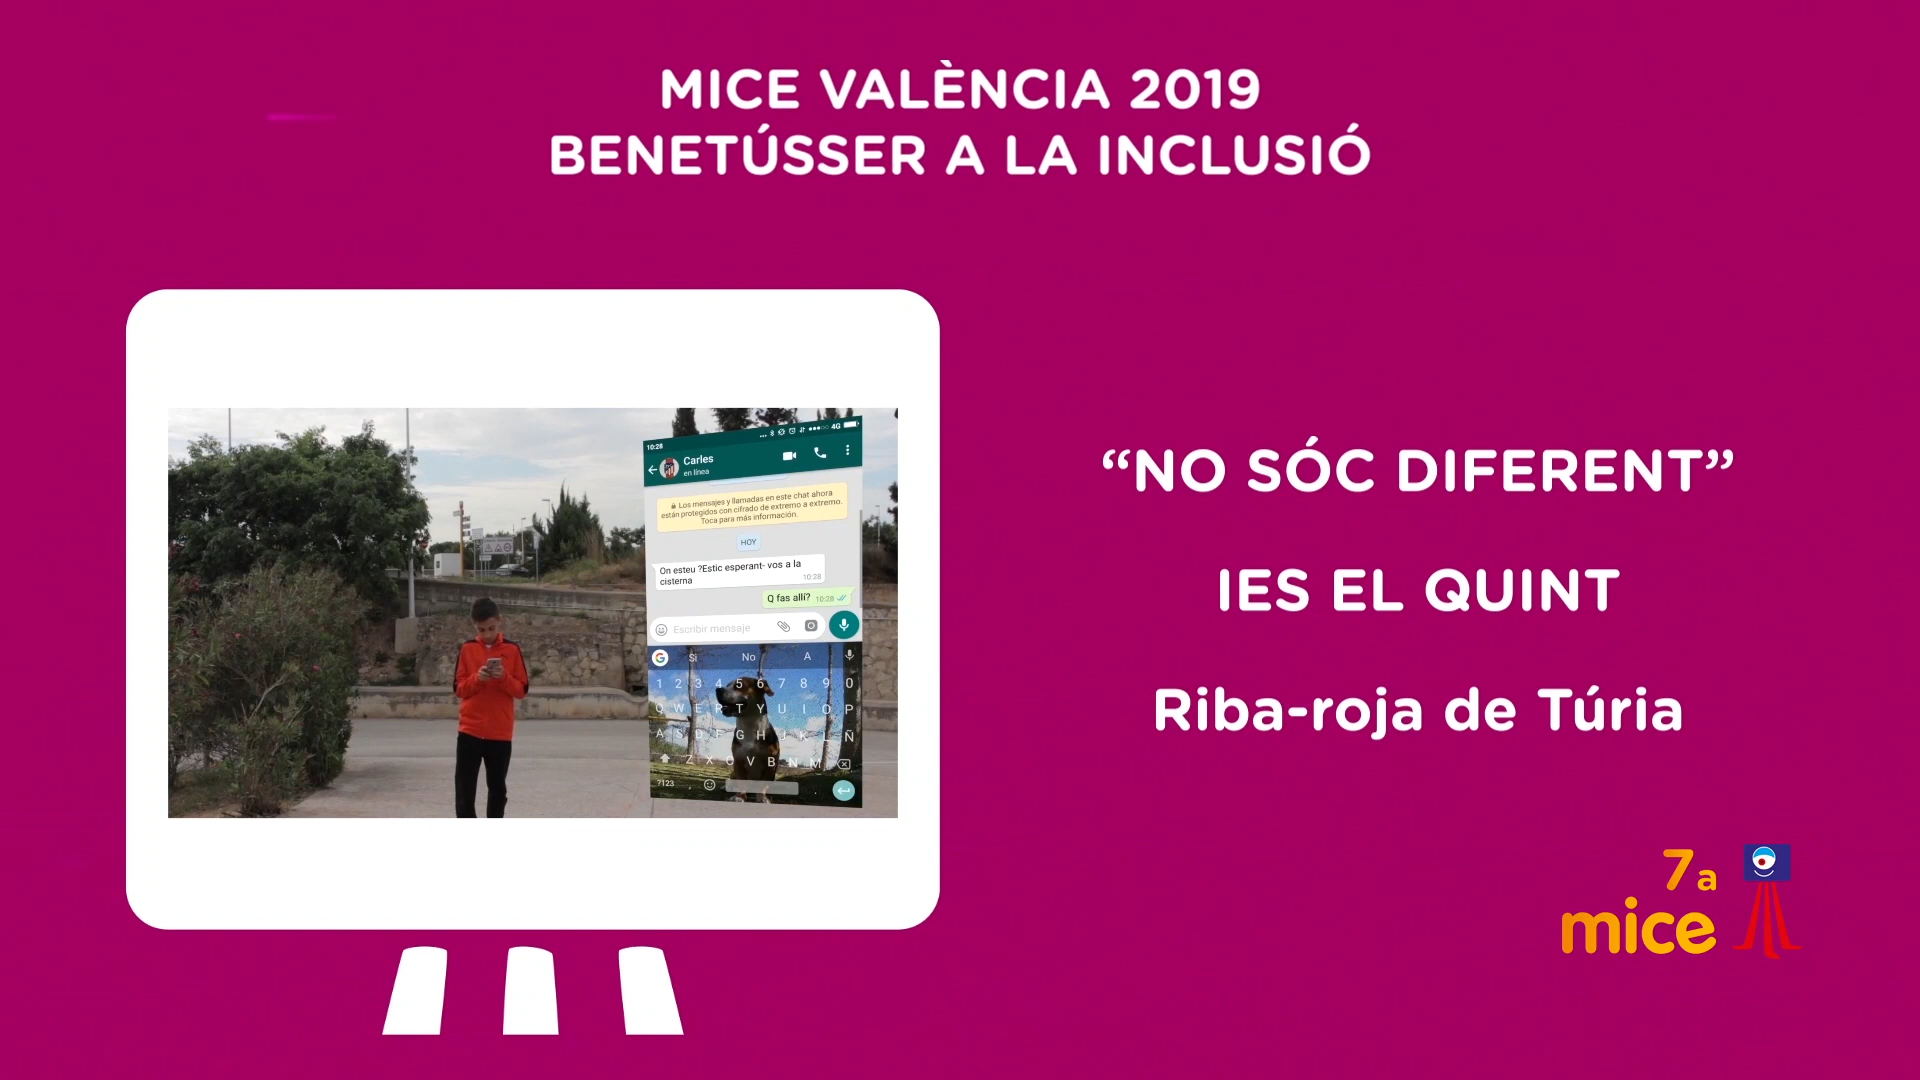 MICE VALÈNCIA 2019
BENETÚSSER A LA INCLUSIÓ
10:28
4G
Carles
en línea
Los mensajes y llamadas en este chat ahora
están protegidos con cifrado de extremo a extremo.
Toca para más información.
HOY
On esteu ?Estic esperant- vos a la
cisterna
10:28
Q fas allí? 10:28
Escribir mensaje
G Si No A
1 2 3 4 5 6 7 8 9 0
Q W E R T Y U I O P
A S D F G H J K L Ñ
Z X C V B N M
?123
“NO SÓC DIFERENT”
IES EL QUINT
Riba-roja de Túria
7a
mice